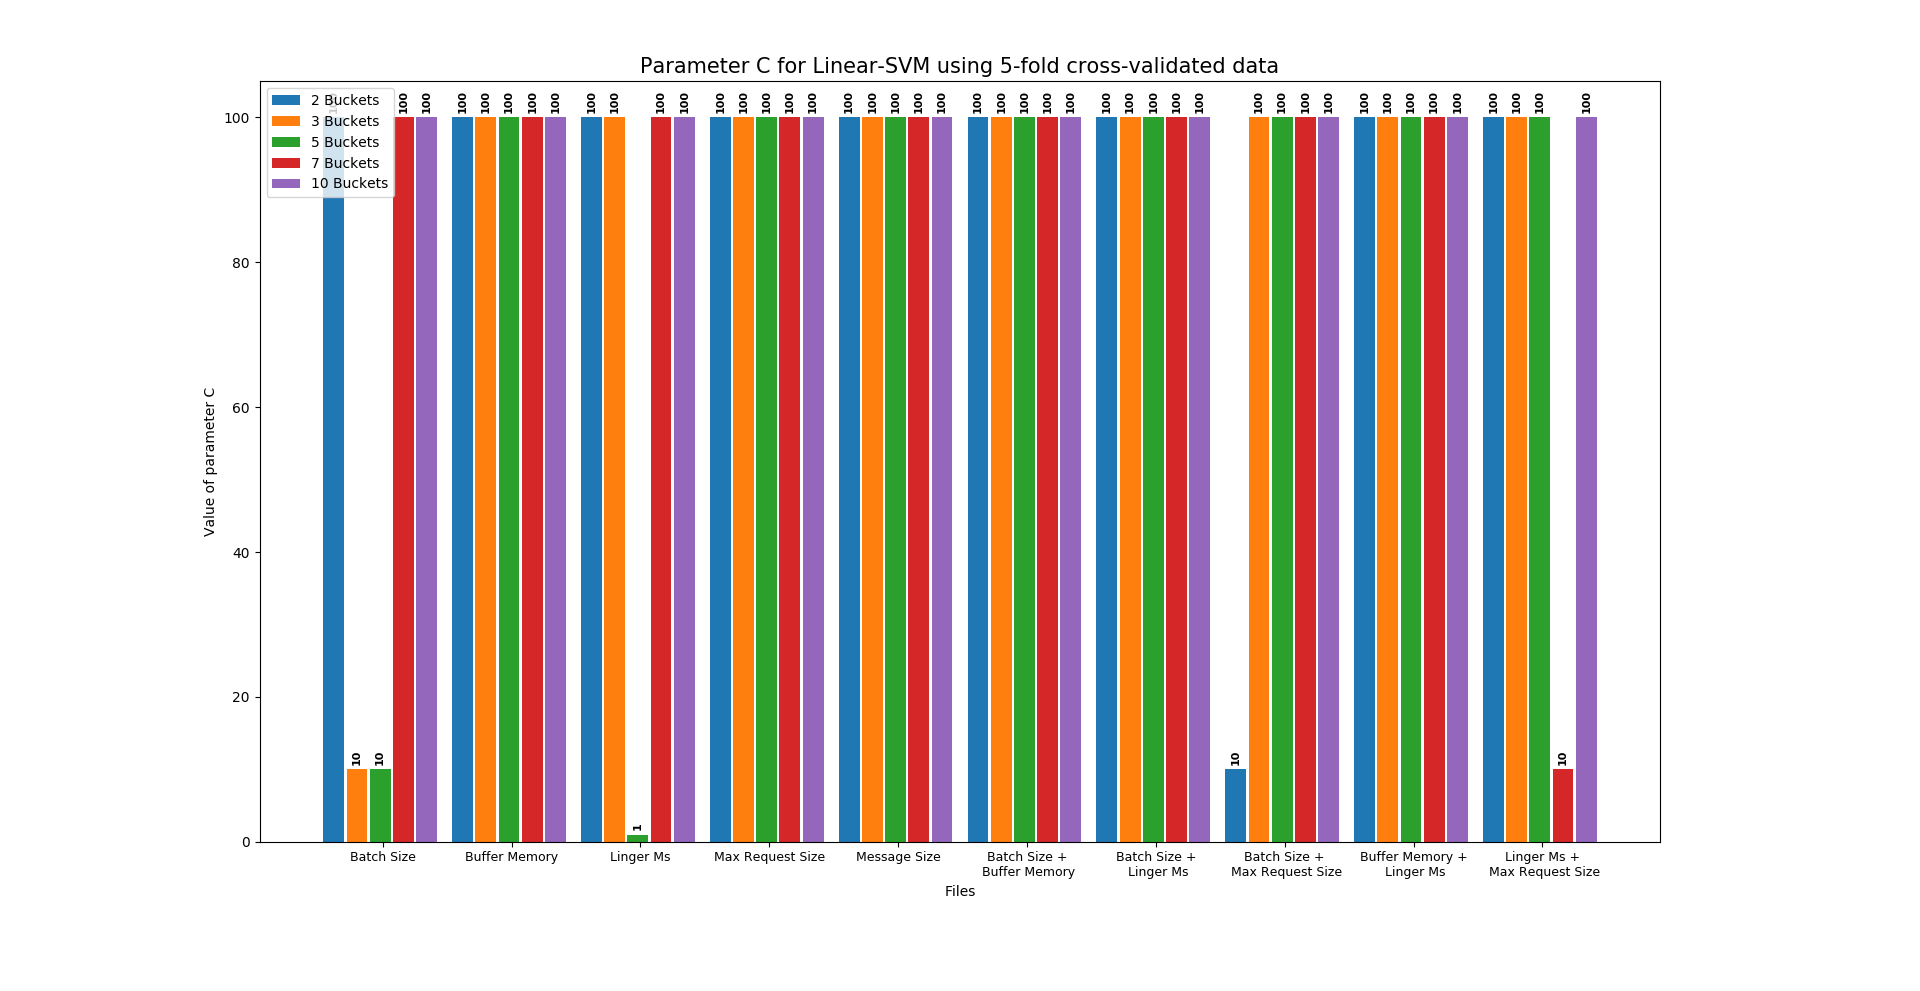 Parameter C for Linear-SVM using 5-fold cross-validated data
2 Buckets
3 Buckets
5 Buckets
7 Buckets
10 Buckets
100 10 10 100 100
100 100 100 100 100
100 100 1 100 100
100 100 100 100 100
100 100 100 100 100
100 100 100 100 100
100 100 100 100 100
10 100 100 100 100
100 100 100 100 100
100 100 100 10 100
100
80
60
40
20
0
Value of parameter C
Batch Size
Buffer Memory
Linger Ms
Max Request Size
Message Size
Batch Size +
Buffer Memory
Batch Size +
Linger Ms
Batch Size +
Max Request Size
Buffer Memory +
Linger Ms
Linger Ms +
Max Request Size
Files